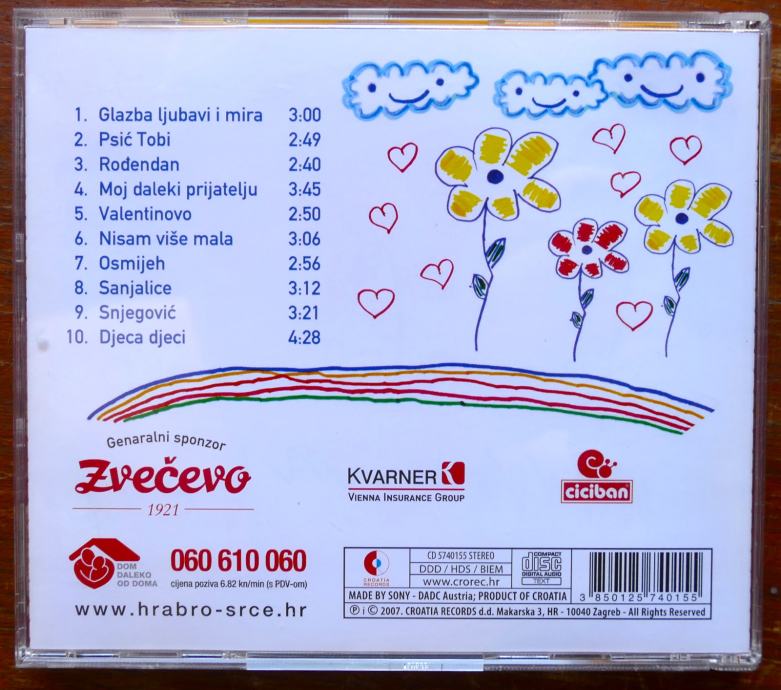 1. Glazba ljubavi i mira 3:00
2. Psić Tobi 2:49
3. Rođendan 2:40
4. Moj daleki prijatelju 3:45
5. Valentinovo 2:50
6. Nisam više mala 3:06
7. Osmijeh 2:56
8. Sanjalice 3:12
9. Snjegović 3:21
10. Djeca djeci 4:28
Genaralni sponzor
Zvečevo
1921
KVARNER
VIENNA INSURANCE GROUP
ciciban
DOM
DALEKO
OD DOMA
060 610 060
cijena poziva 6.82 kn/min (s PDV-om)
www.hrabro-srce.hr
CROATIA
RECORDS
CD 5740155 STEREO
DDD / HDS / BIEM
www.crorec.hr
COMPACT
disc
DIGITAL AUDIO
TEXT
MADE BY SONY - DADC Austria; PRODUCT OF CROATIA
3 850125 740155
Ⓟ i © 2007. CROATIA RECORDS d.d. Makarska 3, HR - 10040 Zagreb - All Rights Reserved